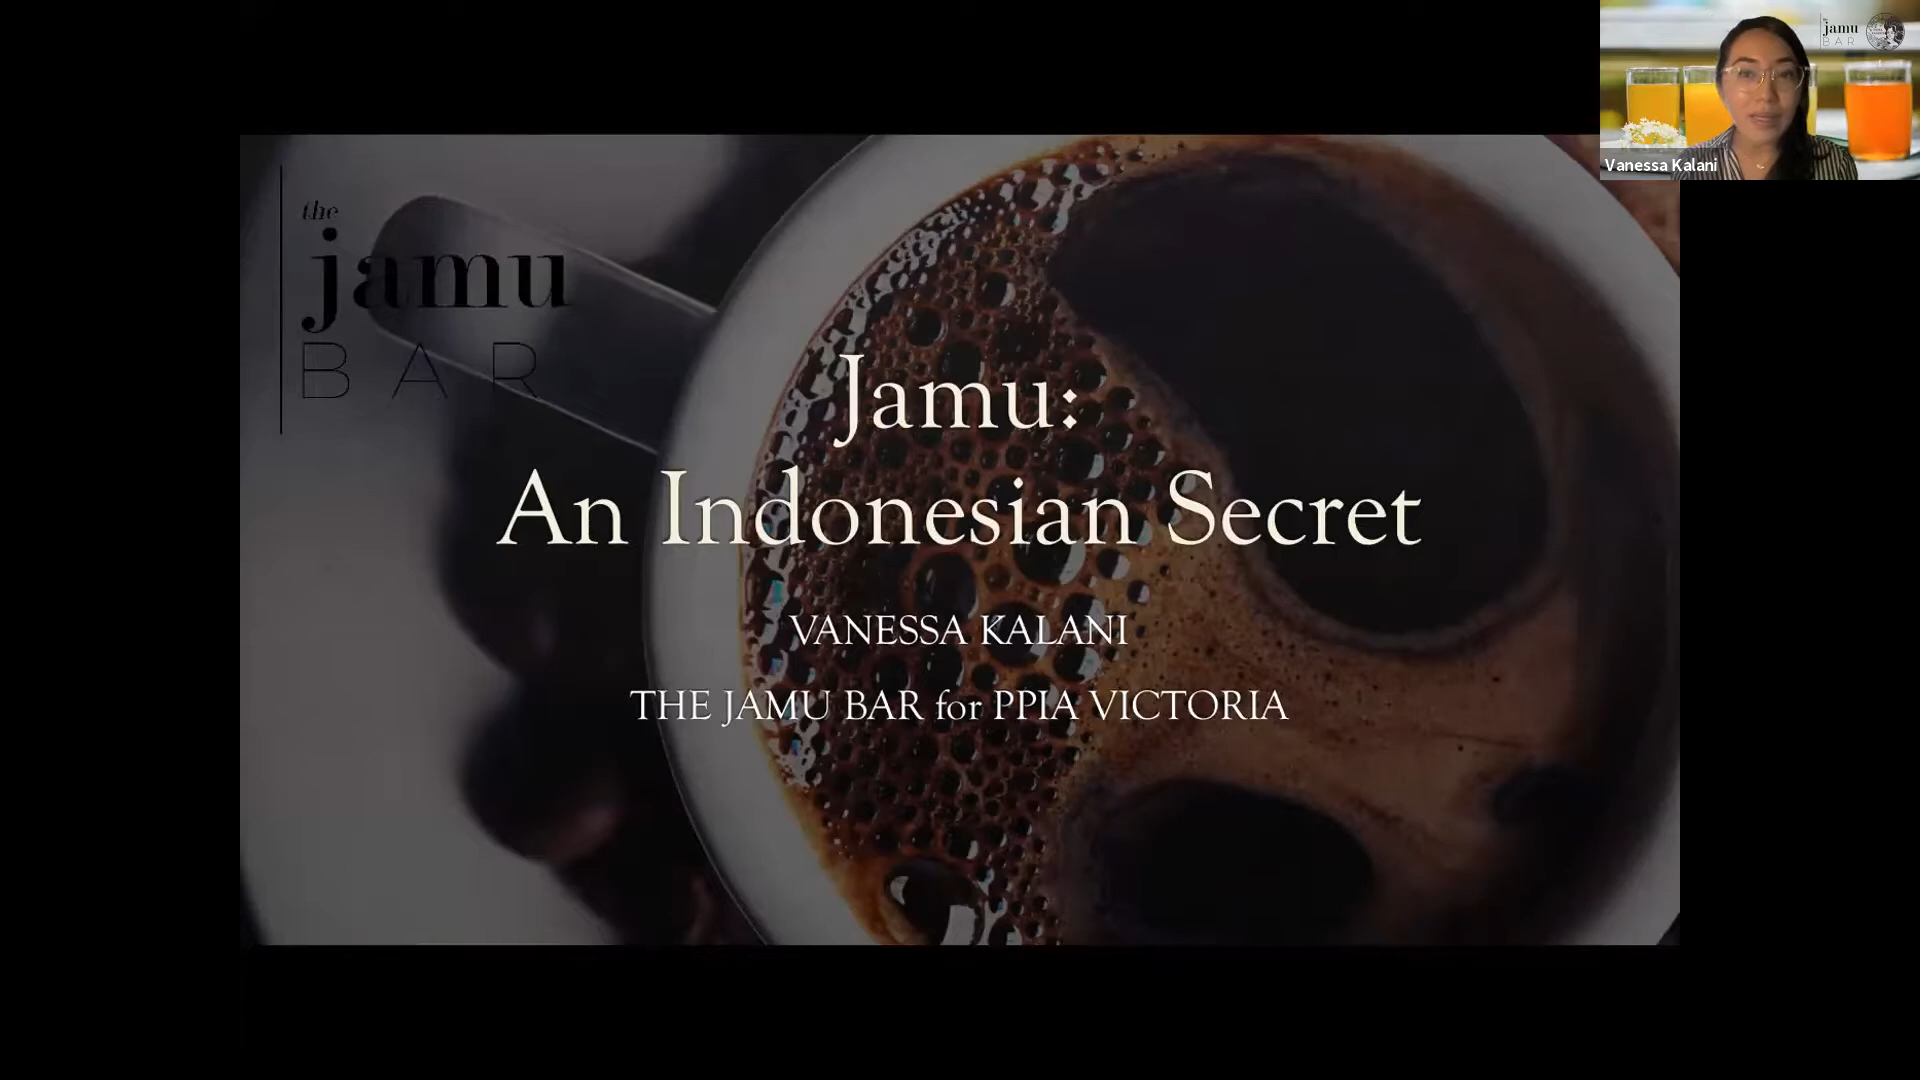 the
jamu
BAR
Jamu:
An Indonesian Secret
VANESSA KALANI
THE JAMU BAR for PPIA VICTORIA
jamu
BAR
Vanessa Kalani